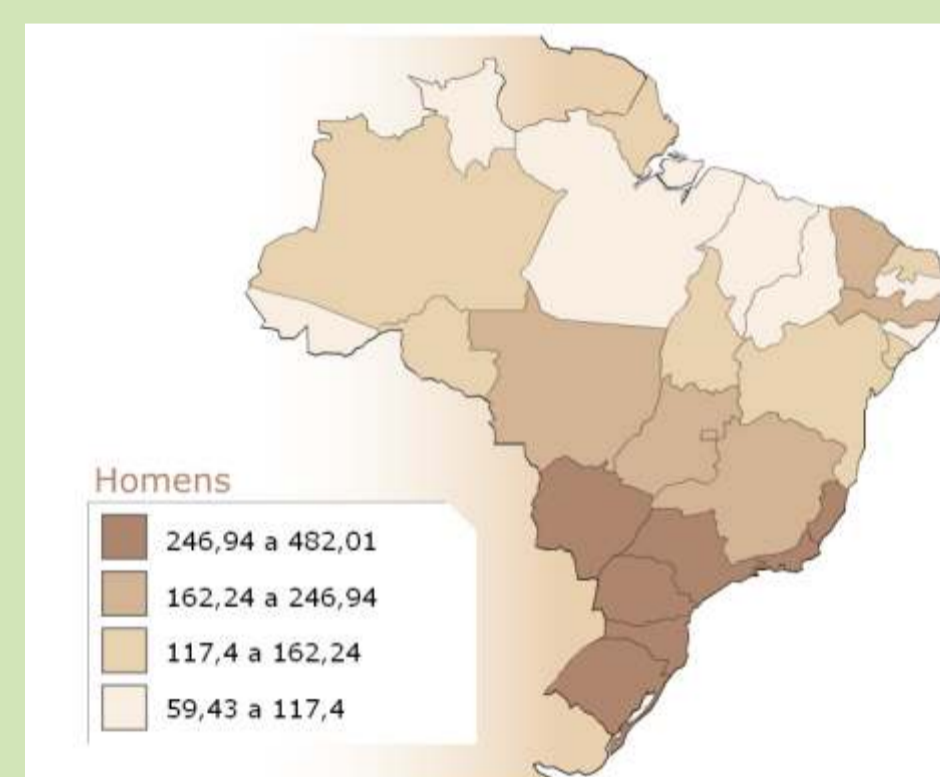 Homens
246,94 a 482,01
162,24 a 246,94
117,4 a 162,24
59,43 a 117,4